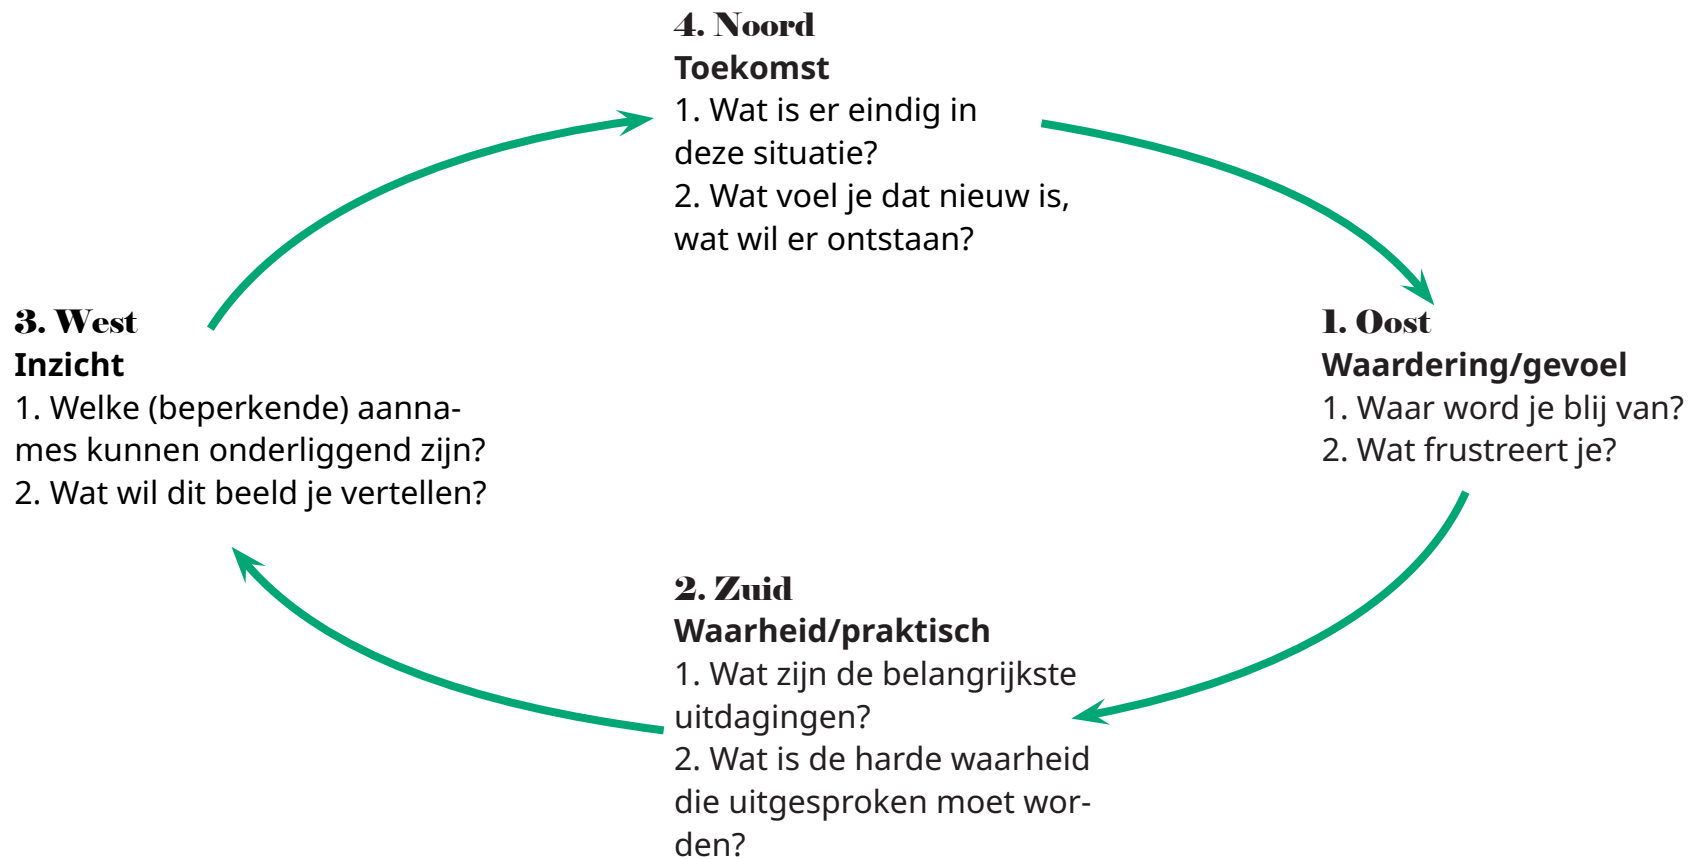 4. Noord
Toekomst
1. Wat is er eindig in
deze situatie?
2. Wat voel je dat nieuw is,
wat wil er ontstaan?
3. West
Inzicht
1. Welke (beperkende) aanna-
mes kunnen onderliggend zijn?
2. Wat wil dit beeld je vertellen?
1. Oost
Waardering/gevoel
1. Waar word je blij van?
2. Wat frustreert je?
2. Zuid
Waarheid/praktisch
1. Wat zijn de belangrijkste
uitdagingen?
2. Wat is de harde waarheid
die uitgesproken moet wor-
den?